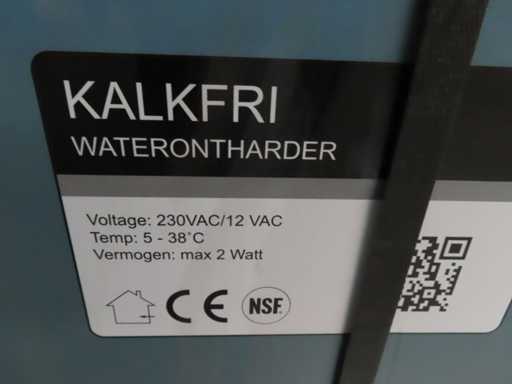 KALKFRI
WATERONTHARDER
Voltage: 230VAC/12 VAC
Temp: 5 - 38°C
Vermogen: max 2 Watt
CE NSF.